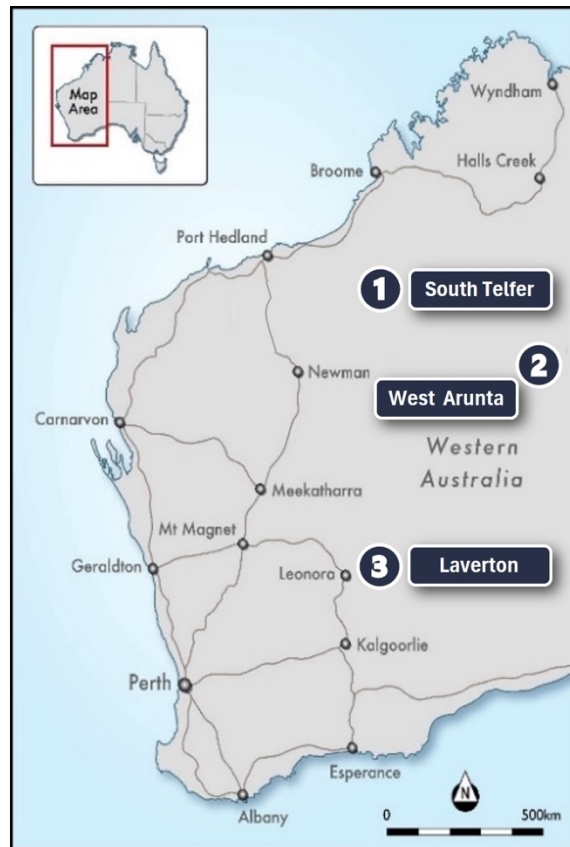 Map
Area
Wyndham
Halls Creek
Broome
Port Hedland
1 South Telfer
Newman
2
West Arunta
Carnarvon
Western
Australia
Meekatharra
Mt Magnet
Geraldton
Leonora
3 Laverton
Kalgoorlie
Perth
Esperance
Albany
N
0 500km